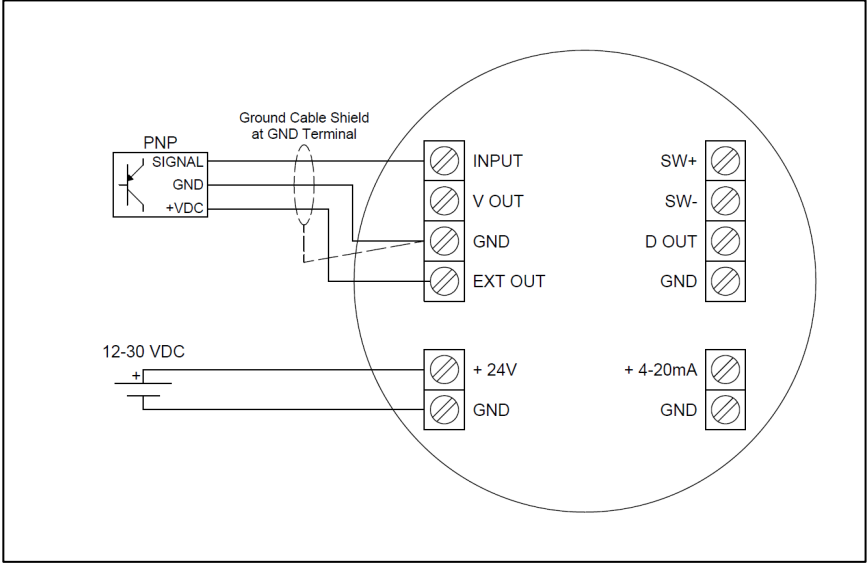 Ground Cable Shield
at GND Terminal
PNP
SIGNAL
GND
+VDC
INPUT
V OUT
GND
EXT OUT
SW+
SW-
D OUT
GND
12-30 VDC
+
+ 24V
GND
+ 4-20mA
GND